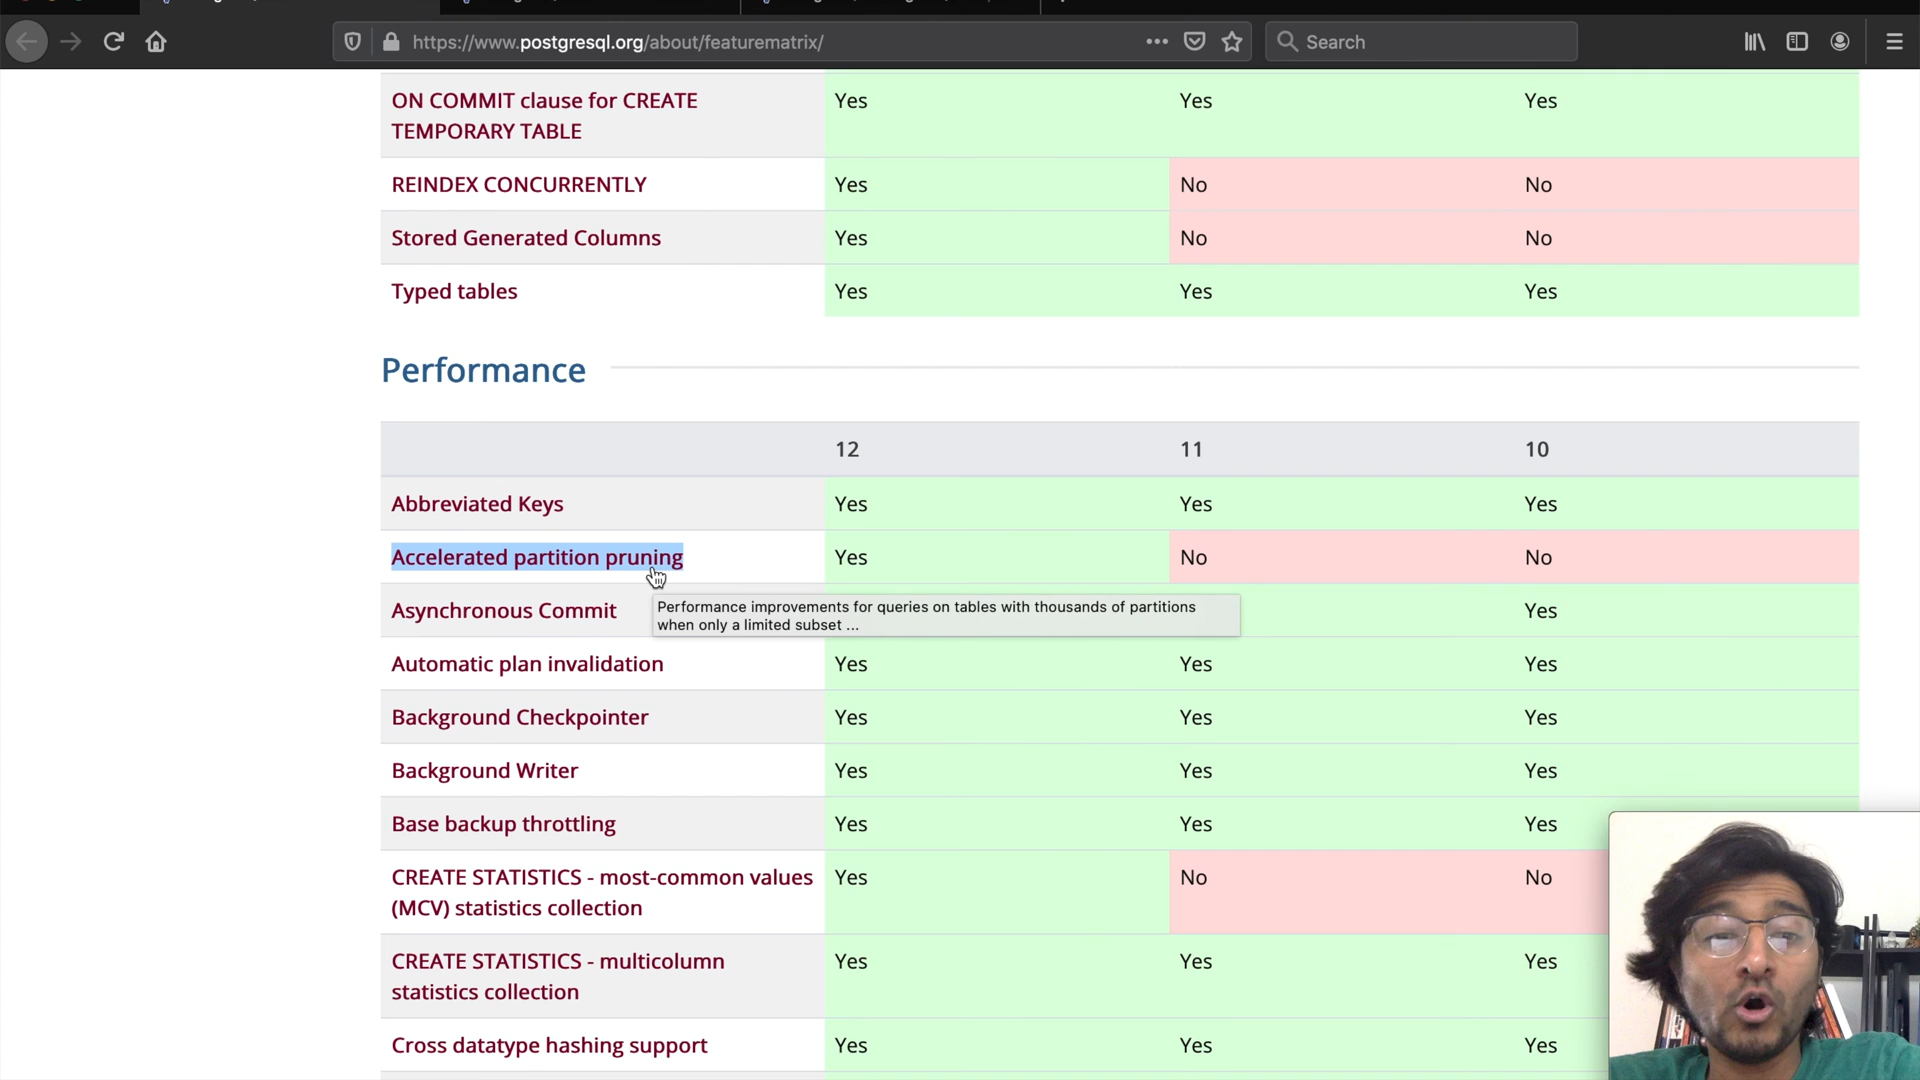 https://www.postgresql.org/about/featurematrix/
Search
ON COMMIT clause for CREATE Yes Yes Yes
TEMPORARY TABLE
REINDEX CONCURRENTLY Yes No No
Stored Generated Columns Yes No No
Typed tables Yes Yes Yes
Performance
12 11 10
Abbreviated Keys Yes Yes Yes
Accelerated partition pruning Yes No No
Asynchronous Commit Yes
Performance improvements for queries on tables with thousands of partitions
when only a limited subset ...
Automatic plan invalidation Yes Yes Yes
Background Checkpointer Yes Yes Yes
Background Writer Yes Yes Yes
Base backup throttling Yes Yes Yes
CREATE STATISTICS - most-common values Yes No No
(MCV) statistics collection
CREATE STATISTICS - multicolumn Yes Yes Yes
statistics collection
Cross datatype hashing support Yes Yes Yes